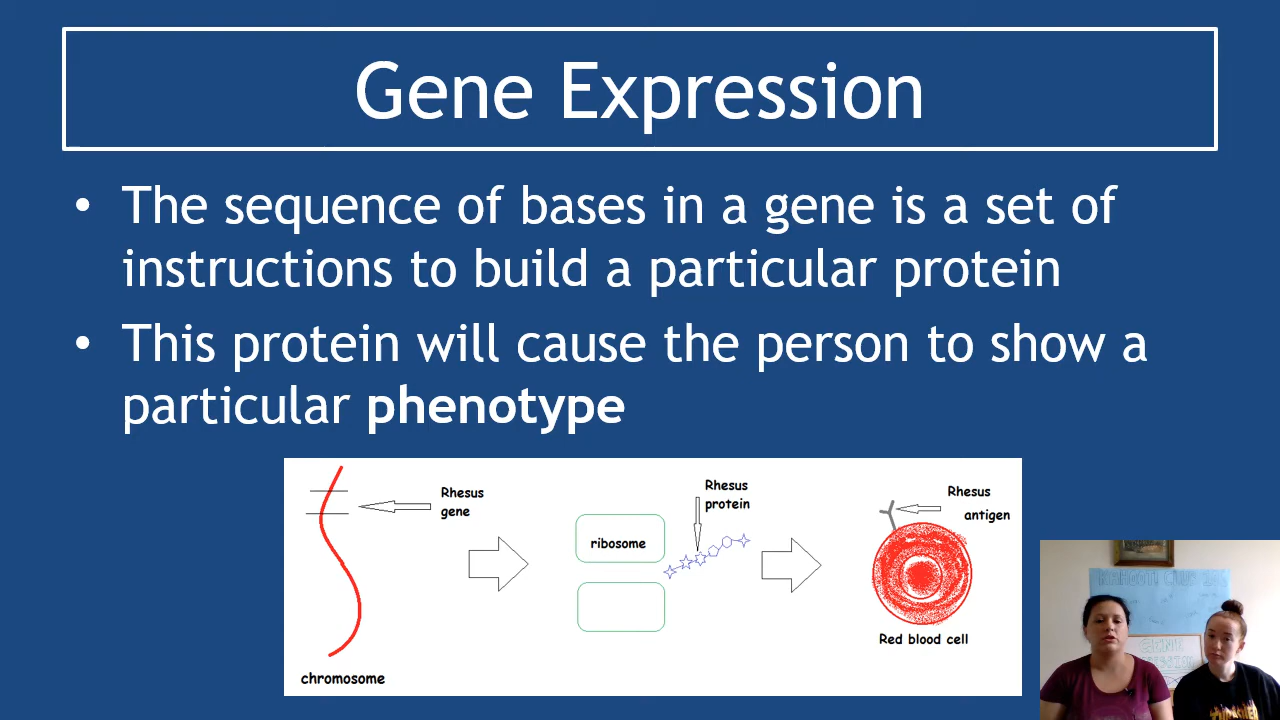 Gene Expression
• The sequence of bases in a gene is a set of
instructions to build a particular protein
• This protein will cause the person to show a
particular phenotype
Rhesus
gene
chromosome
ribosome
Rhesus
protein
Rhesus
antigen
Red blood cell
GENE